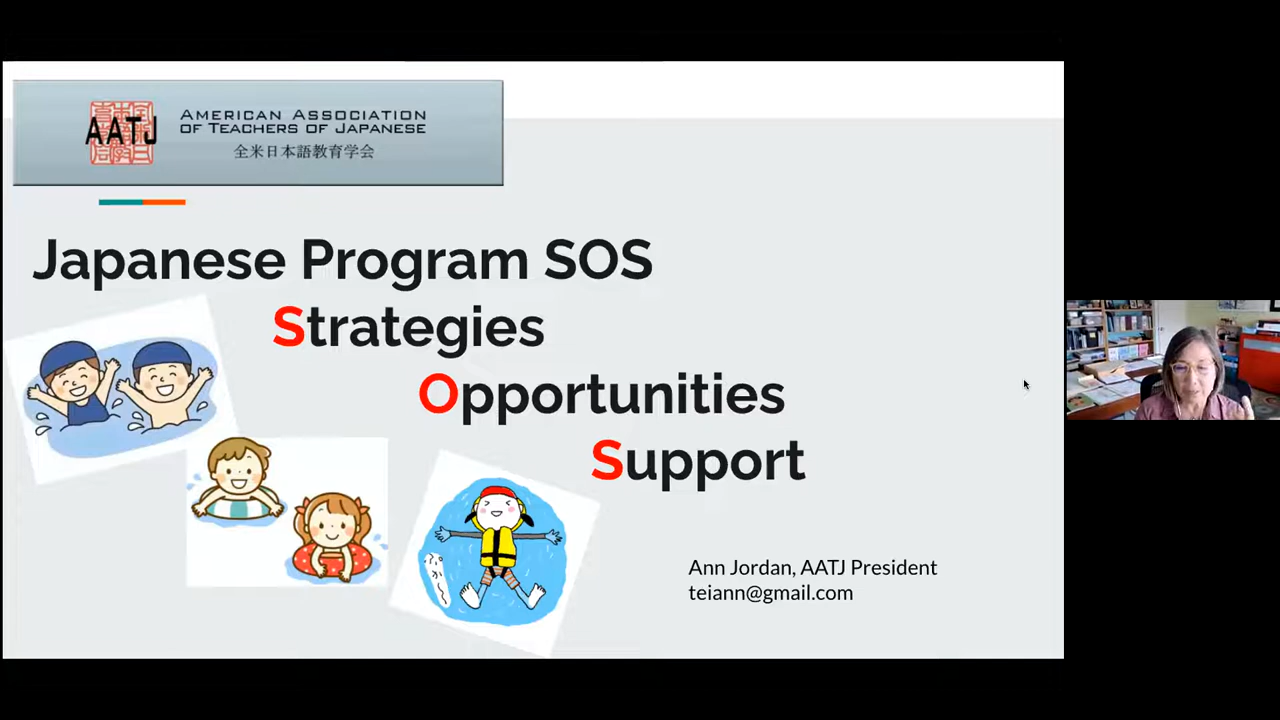 AATJ
AMERICAN ASSOCIATION
OF TEACHERS OF JAPANESE
全米日本語教育学会
Japanese Program SOS
Strategies
Opportunities
Support
Ann Jordan, AATJ President
teiann@gmail.com